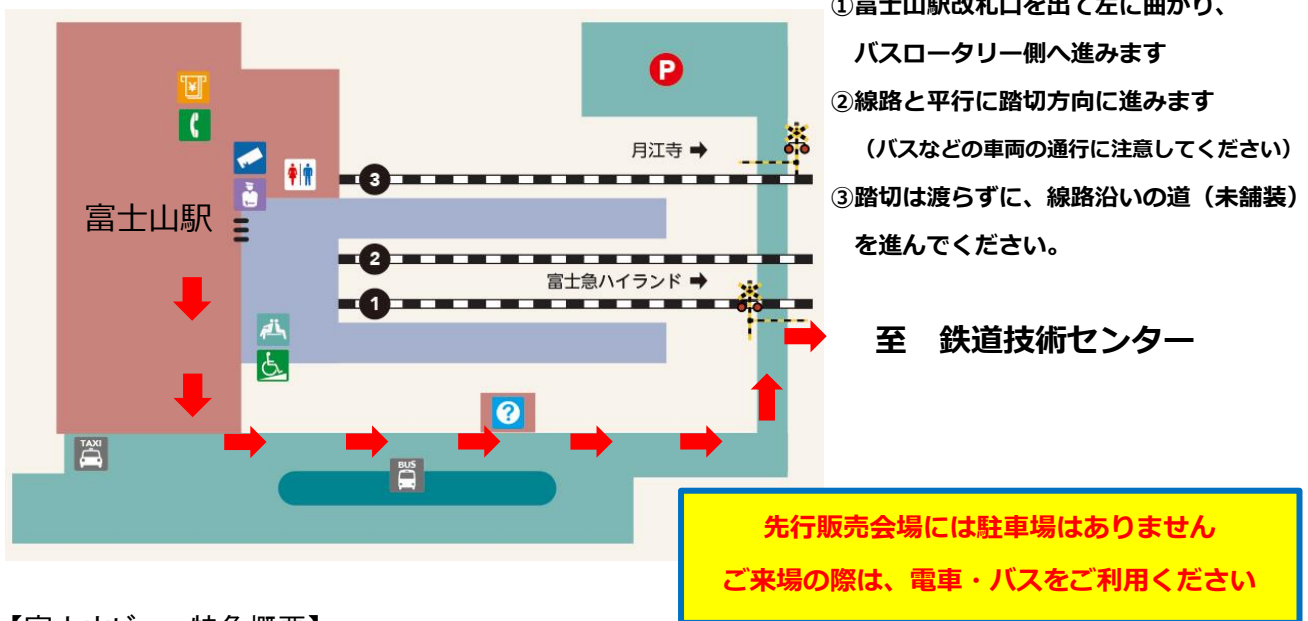 ①富士山駅改札口を出て左に曲がり、
バスロータリー側へ進みます
②線路と平行に踏切方向に進みます
（バスなどの車両の通行に注意してください）
③踏切は渡らずに、線路沿いの道（未舗装）
を進んでください。
至　鉄道技術センター
P
月江寺 ➡
3
富士山駅
2
富士急ハイランド ➡
1
?
TAXI
BUS
先行販売会場には駐車場はありません
ご来場の際は、電車・バスをご利用ください